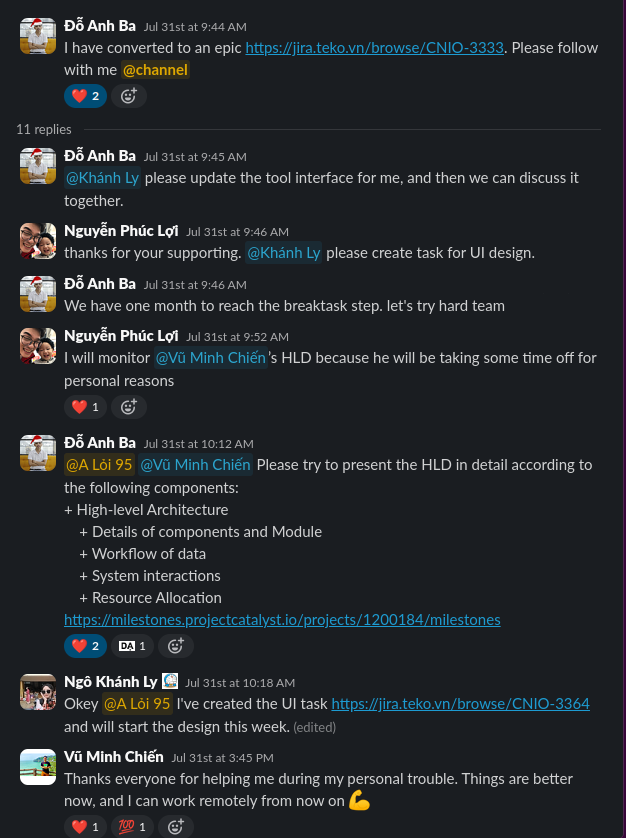 Đỗ Anh Ba Jul 31st at 9:44 AM
I have converted to an epic https://jira.teko.vn/browse/CNIO-3333. Please follow
with me @channel
❤️ 2
11 replies
Đỗ Anh Ba Jul 31st at 9:45 AM
@Khánh Ly please update the tool interface for me, and then we can discuss it
together.
Nguyễn Phúc Lợi Jul 31st at 9:46 AM
thanks for your supporting. @Khánh Ly please create task for UI design.
Đỗ Anh Ba Jul 31st at 9:46 AM
We have one month to reach the breaktask step. let's try hard team
Nguyễn Phúc Lợi Jul 31st at 9:52 AM
I will monitor @Vũ Minh Chiến's HLD because he will be taking some time off for
personal reasons
❤️ 1
Đỗ Anh Ba Jul 31st at 10:12 AM
@A Lỏi 95 @Vũ Minh Chiến Please try to present the HLD in detail according to
the following components:
+ High-level Architecture
+ Details of components and Module
+ Workflow of data
+ System interactions
+ Resource Allocation
https://milestones.projectcatalyst.io/projects/1200184/milestones
❤️ 2 DA 1
Ngô Khánh Ly Jul 31st at 10:18 AM
Okey @A Lỏi 95 I've created the UI task https://jira.teko.vn/browse/CNIO-3364
and will start the design this week. (edited)
Vũ Minh Chiến Jul 31st at 3:45 PM
Thanks everyone for helping me during my personal trouble. Things are better
now, and I can work remotely from now on 💪
❤️ 1 💯 1